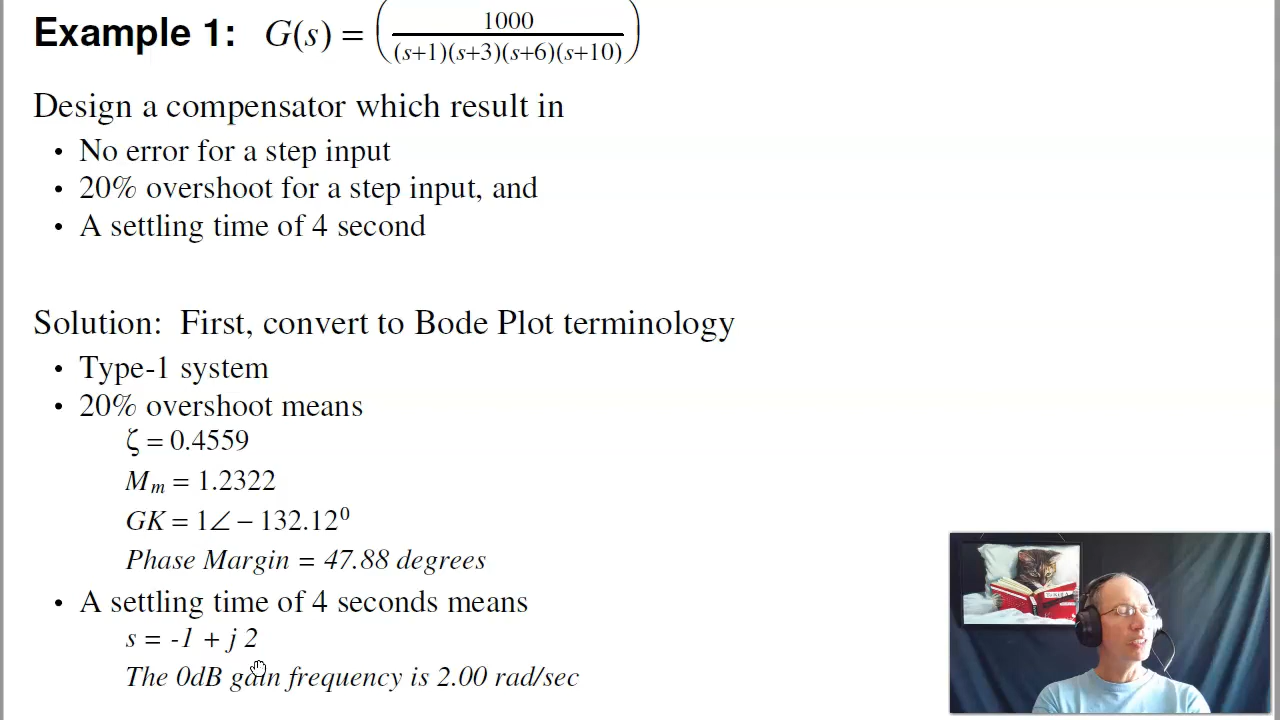 Example 1: G(s) = ( 1000 / (s+1)(s+3)(s+6)(s+10) )
Design a compensator which result in
• No error for a step input
• 20% overshoot for a step input, and
• A settling time of 4 second
Solution: First, convert to Bode Plot terminology
• Type-1 system
• 20% overshoot means
ζ = 0.4559
Mₘ = 1.2322
GK = 1∠ − 132.12⁰
Phase Margin = 47.88 degrees
• A settling time of 4 seconds means
s = -1 + j 2
The 0dB gain frequency is 2.00 rad/sec